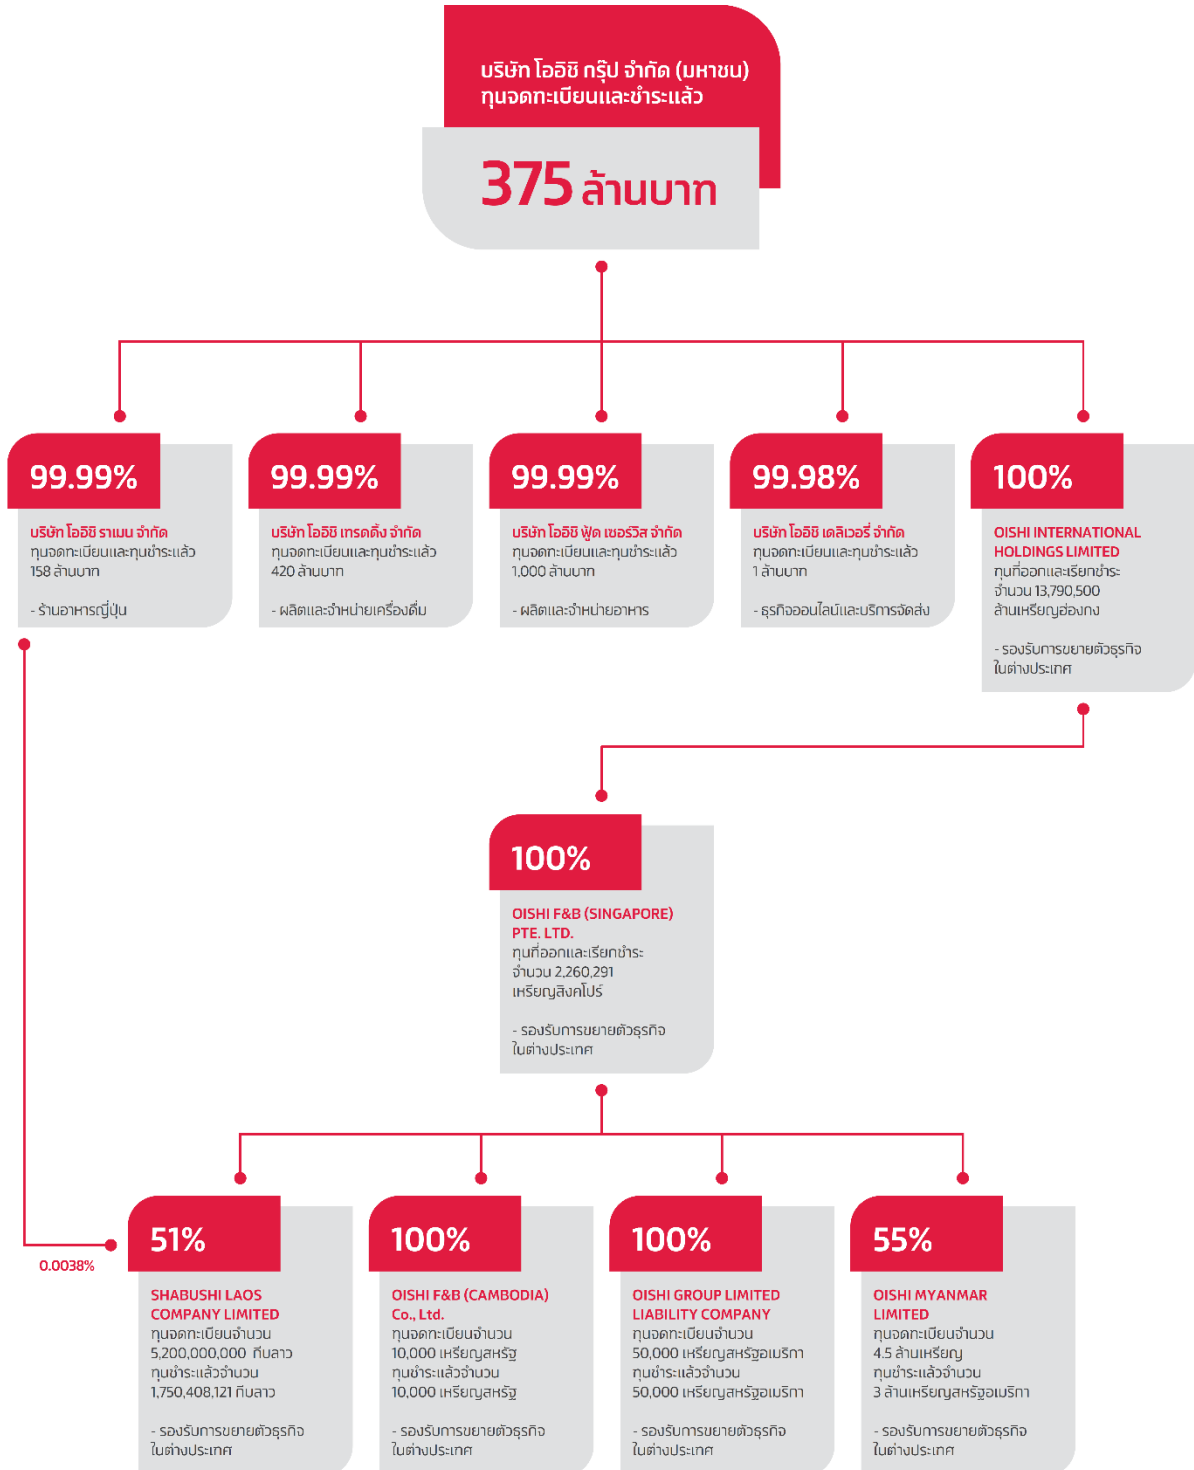 บริษัท โออิชิ กรุ๊ป จำกัด (มหาชน)
ทุนจดทะเบียนและชำระแล้ว
375 ล้านบาท
99.99%
บริษัท โออิชิ ราเมน จำกัด
ทุนจดทะเบียนและทุนชำระแล้ว
158 ล้านบาท
- ร้านอาหารญี่ปุ่น
99.99%
บริษัท โออิชิ เทรดดิ้ง จำกัด
ทุนจดทะเบียนและทุนชำระแล้ว
420 ล้านบาท
- ผลิตและจำหน่ายเครื่องดื่ม
99.99%
บริษัท โออิชิ ฟู้ด เซอร์วิส จำกัด
ทุนจดทะเบียนและทุนชำระแล้ว
1,000 ล้านบาท
- ผลิตและจำหน่ายอาหาร
99.98%
บริษัท โออิชิ เดลิเวอรี่ จำกัด
ทุนจดทะเบียนและทุนชำระแล้ว
1 ล้านบาท
- ธุรกิจออนไลน์และบริการจัดส่ง
100%
OISHI INTERNATIONAL
HOLDINGS LIMITED
ทุนที่ออกและเรียกชำระ
จำนวน 13,790,500
ล้านเหรียญฮ่องกง
- รองรับการขยายตัวธุรกิจ
ในต่างประเทศ
100%
OISHI F&B (SINGAPORE)
PTE. LTD.
ทุนที่ออกและเรียกชำระ
จำนวน 2,260,291
เหรียญสิงคโปร์
- รองรับการขยายตัวธุรกิจ
ในต่างประเทศ
0.0038%
51%
SHABUSHI LAOS
COMPANY LIMITED
ทุนจดทะเบียนจำนวน
5,200,000,000 กีบลาว
ทุนชำระแล้วจำนวน
1,750,408,121 กีบลาว
- รองรับการขยายตัวธุรกิจ
ในต่างประเทศ
100%
OISHI F&B (CAMBODIA)
Co., Ltd.
ทุนจดทะเบียนจำนวน
10,000 เหรียญสหรัฐ
ทุนชำระแล้วจำนวน
10,000 เหรียญสหรัฐ
- รองรับการขยายตัวธุรกิจ
ในต่างประเทศ
100%
OISHI GROUP LIMITED
LIABILITY COMPANY
ทุนจดทะเบียนจำนวน
50,000 เหรียญสหรัฐอเมริกา
ทุนชำระแล้วจำนวน
50,000 เหรียญสหรัฐอเมริกา
- รองรับการขยายตัวธุรกิจ
ในต่างประเทศ
55%
OISHI MYANMAR
LIMITED
ทุนจดทะเบียนจำนวน
4.5 ล้านเหรียญ
ทุนชำระแล้วจำนวน
3 ล้านเหรียญสหรัฐอเมริกา
- รองรับการขยายตัวธุรกิจ
ในต่างประเทศ